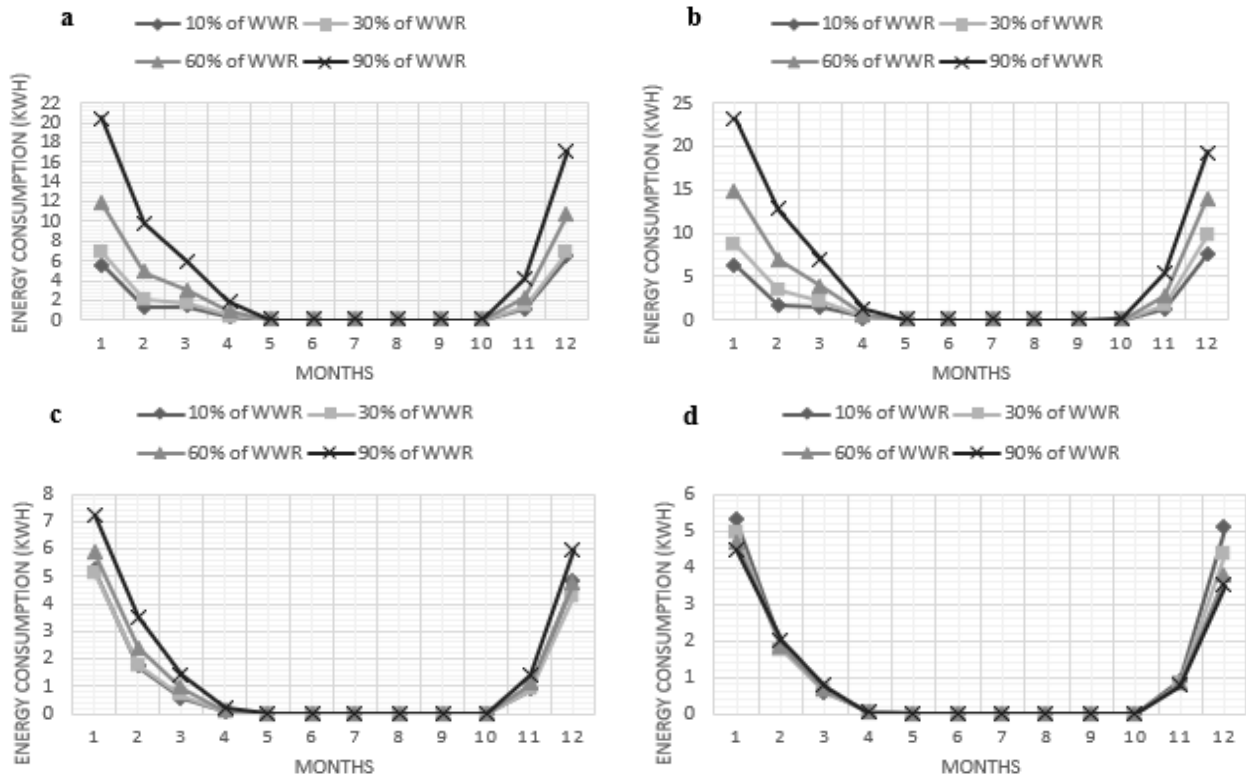 a
10% of WWR 30% of WWR
60% of WWR 90% of WWR
ENERGY CONSUMPTION (KWH)
22
20
18
16
14
12
10
8
6
4
2
0
1 2 3 4 5 6 7 8 9 10 11 12
MONTHS
b
10% of WWR 30% of WWR
60% of WWR 90% of WWR
ENERGY CONSUMPTION (KWH)
25
20
15
10
5
0
1 2 3 4 5 6 7 8 9 10 11 12
MONTHS
c
10% of WWR 30% of WWR
60% of WWR 90% of WWR
ENERGY CONSUMPTION (KWH)
8
7
6
5
4
3
2
1
0
1 2 3 4 5 6 7 8 9 10 11 12
MONTHS
d
10% of WWR 30% of WWR
60% of WWR 90% of WWR
ENERGY CONSUMPTION (KWH)
6
5
4
3
2
1
0
1 2 3 4 5 6 7 8 9 10 11 12
MONTHS